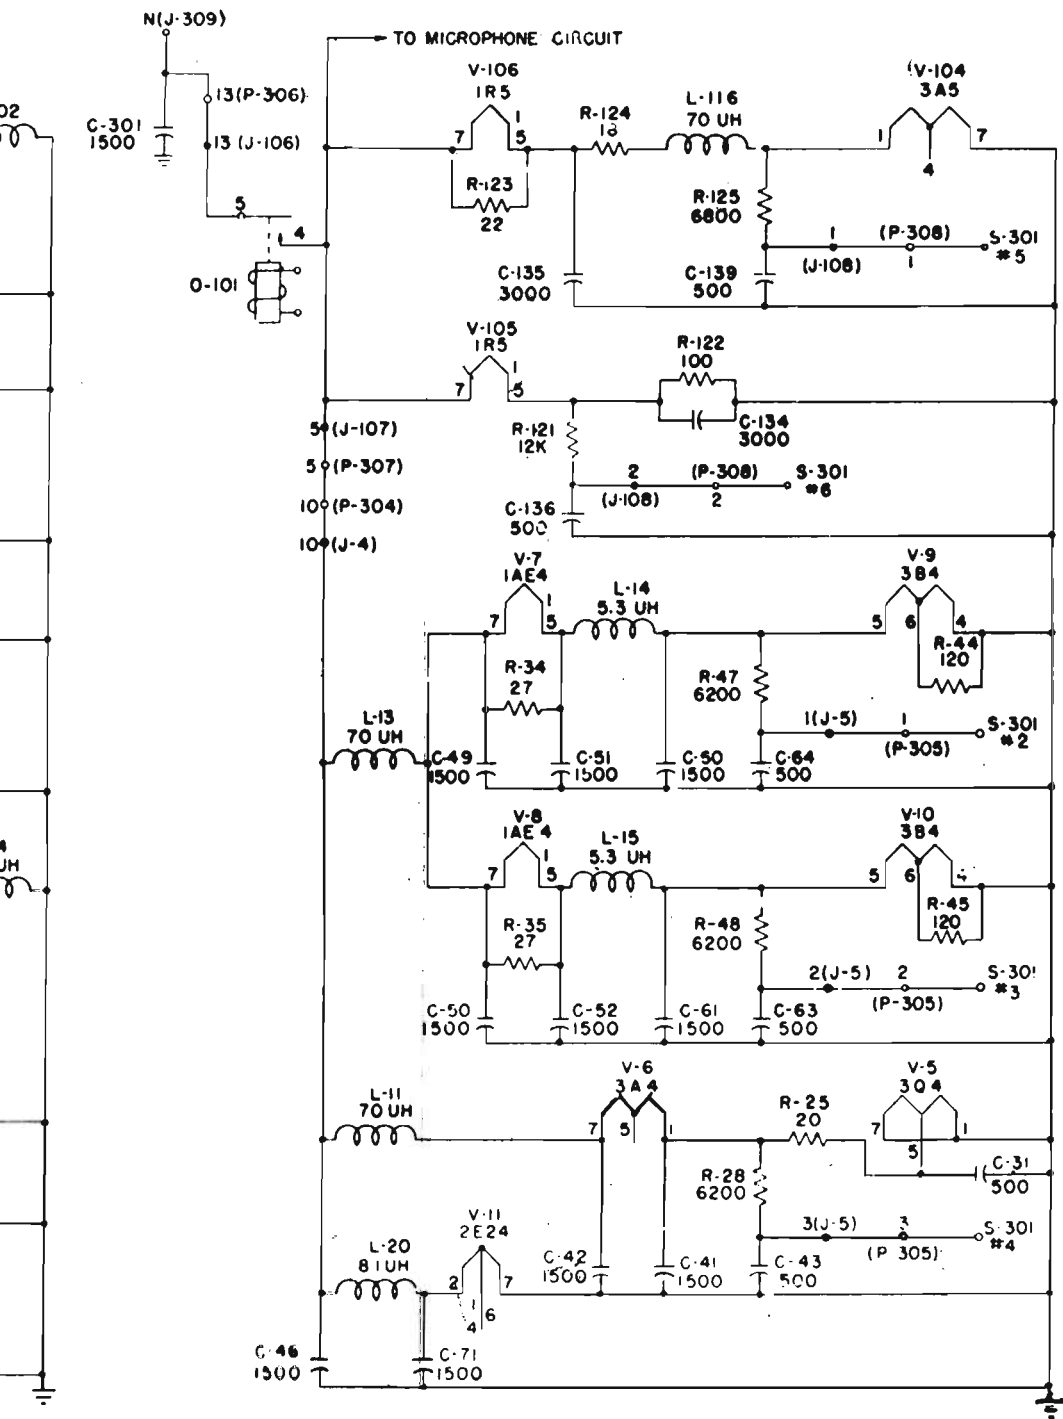 N(J-309)
TO MICROPHONE CIRCUIT
02
13(P-306)
C-301
1500
13 (J-106)
V-106
1R5
7
1
5
R-123
22
R-124
18
L-116
70 UH
V-104
3A5
1
7
4
R-125
6800
1
(P-308)
S-301
#5
(J-108)
1
5
4
O-101
C-135
3000
C-139
500
V-105
1R5
7
1
5
R-122
100
C-134
3000
R-121
12K
5 (J-107)
5 (P-307)
10 (P-304)
10 (J-4)
2
(P-308)
S-301
#6
(J-108)
2
C-136
500
V-7
1AE4
7
1
5
L-14
5.3 UH
V-9
3B4
5
6
4
R-44
120
R-34
27
R-47
6200
L-13
70 UH
1(J-5)
1
S-301
#2
(P-305)
C-49
1500
C-51
1500
C-50
1500
C-64
500
V-8
1AE4
7
1
5
L-15
5.3 UH
V-10
3B4
5
6
4
R-45
120
4
UH
R-35
27
R-48
6200
2(J-5)
2
S-301
#3
(P-305)
C-50
1500
C-52
1500
C-61
1500
C-63
500
L-11
70 UH
V-6
3A4
7
5
1
R-25
20
V-5
3Q4
7
5
1
C-31
500
R-28
6200
3(J-5)
3
S-301
#4
(P 305)
V-11
2E24
2
7
1
4
6
L-20
81UH
C-42
1500
C-41
1500
C-43
500
C-46
1500
C-71
1500